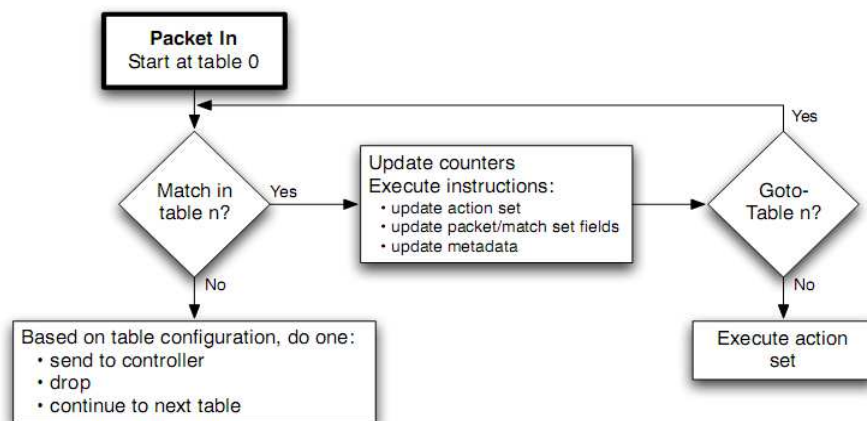 Packet In
Start at table 0
Yes
Match in
table n?
Yes
Update counters
Execute instructions:
• update action set
• update packet/match set fields
• update metadata
Goto-
Table n?
No
No
Based on table configuration, do one:
• send to controller
• drop
• continue to next table
Execute action
set